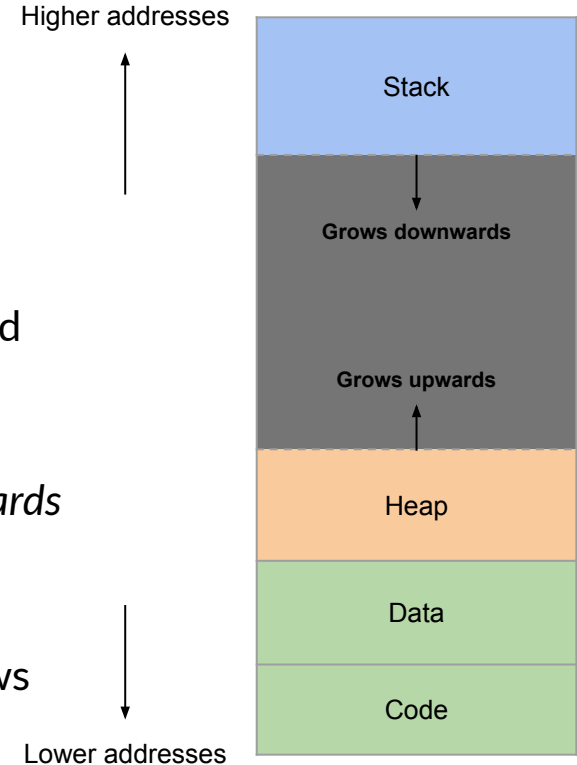 Higher addresses
Stack
Grows downwards
Grows upwards
Heap
Data
Code
Lower addresses